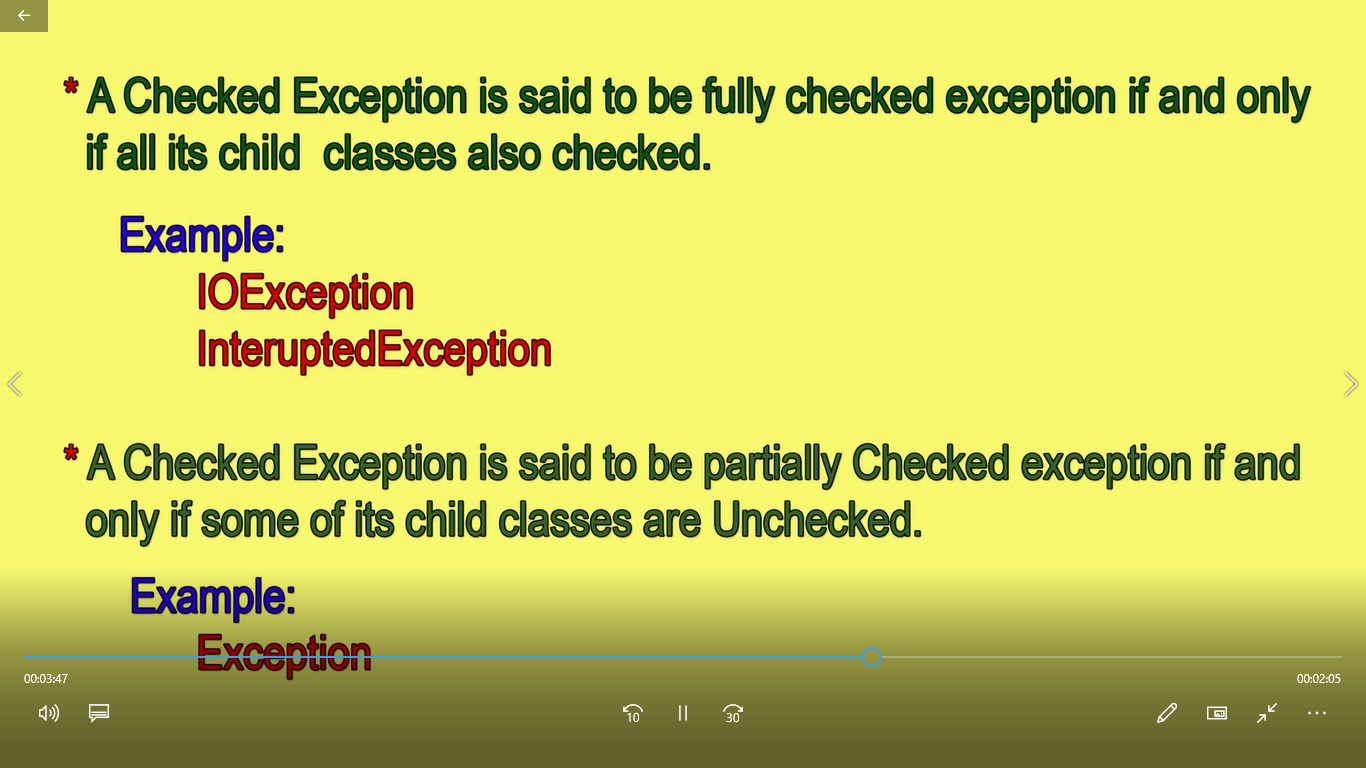 * A Checked Exception is said to be fully checked exception if and only
if all its child classes also checked.
Example:
IOException
InteruptedException
* A Checked Exception is said to be partially Checked exception if and
only if some of its child classes are Unchecked.
Example:
Exception
00:03:47
00:02:05
10
30